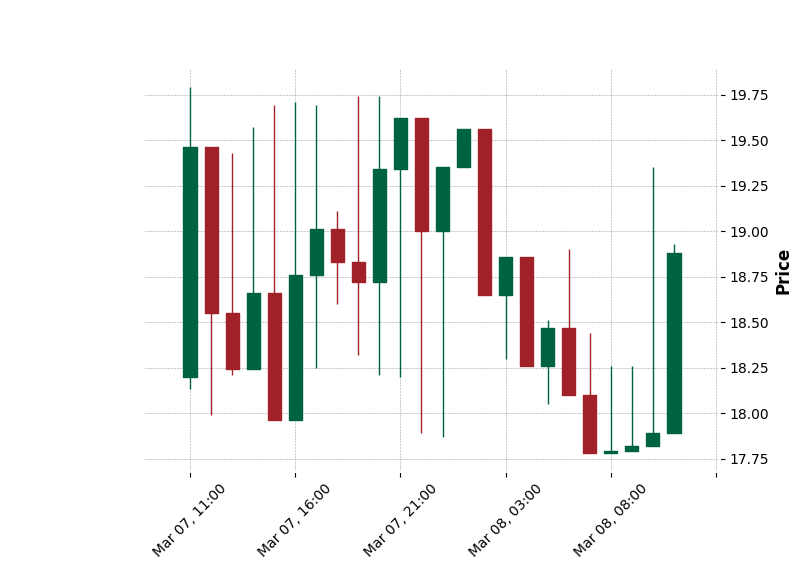 19.75
19.50
19.25
19.00
18.75
18.50
18.25
18.00
17.75
Price
Mar 07, 11:00
Mar 07, 16:00
Mar 07, 21:00
Mar 08, 03:00
Mar 08, 08:00